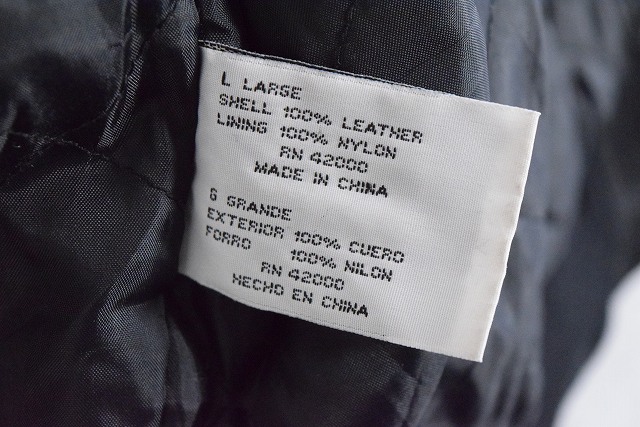 L LARGE
SHELL 100% LEATHER
LINING 100% NYLON
RN 42000
MADE IN CHINA
G GRANDE
EXTERIOR 100% CUERO
FORRO 100% NILON
RN 42000
HECHO EN CHINA